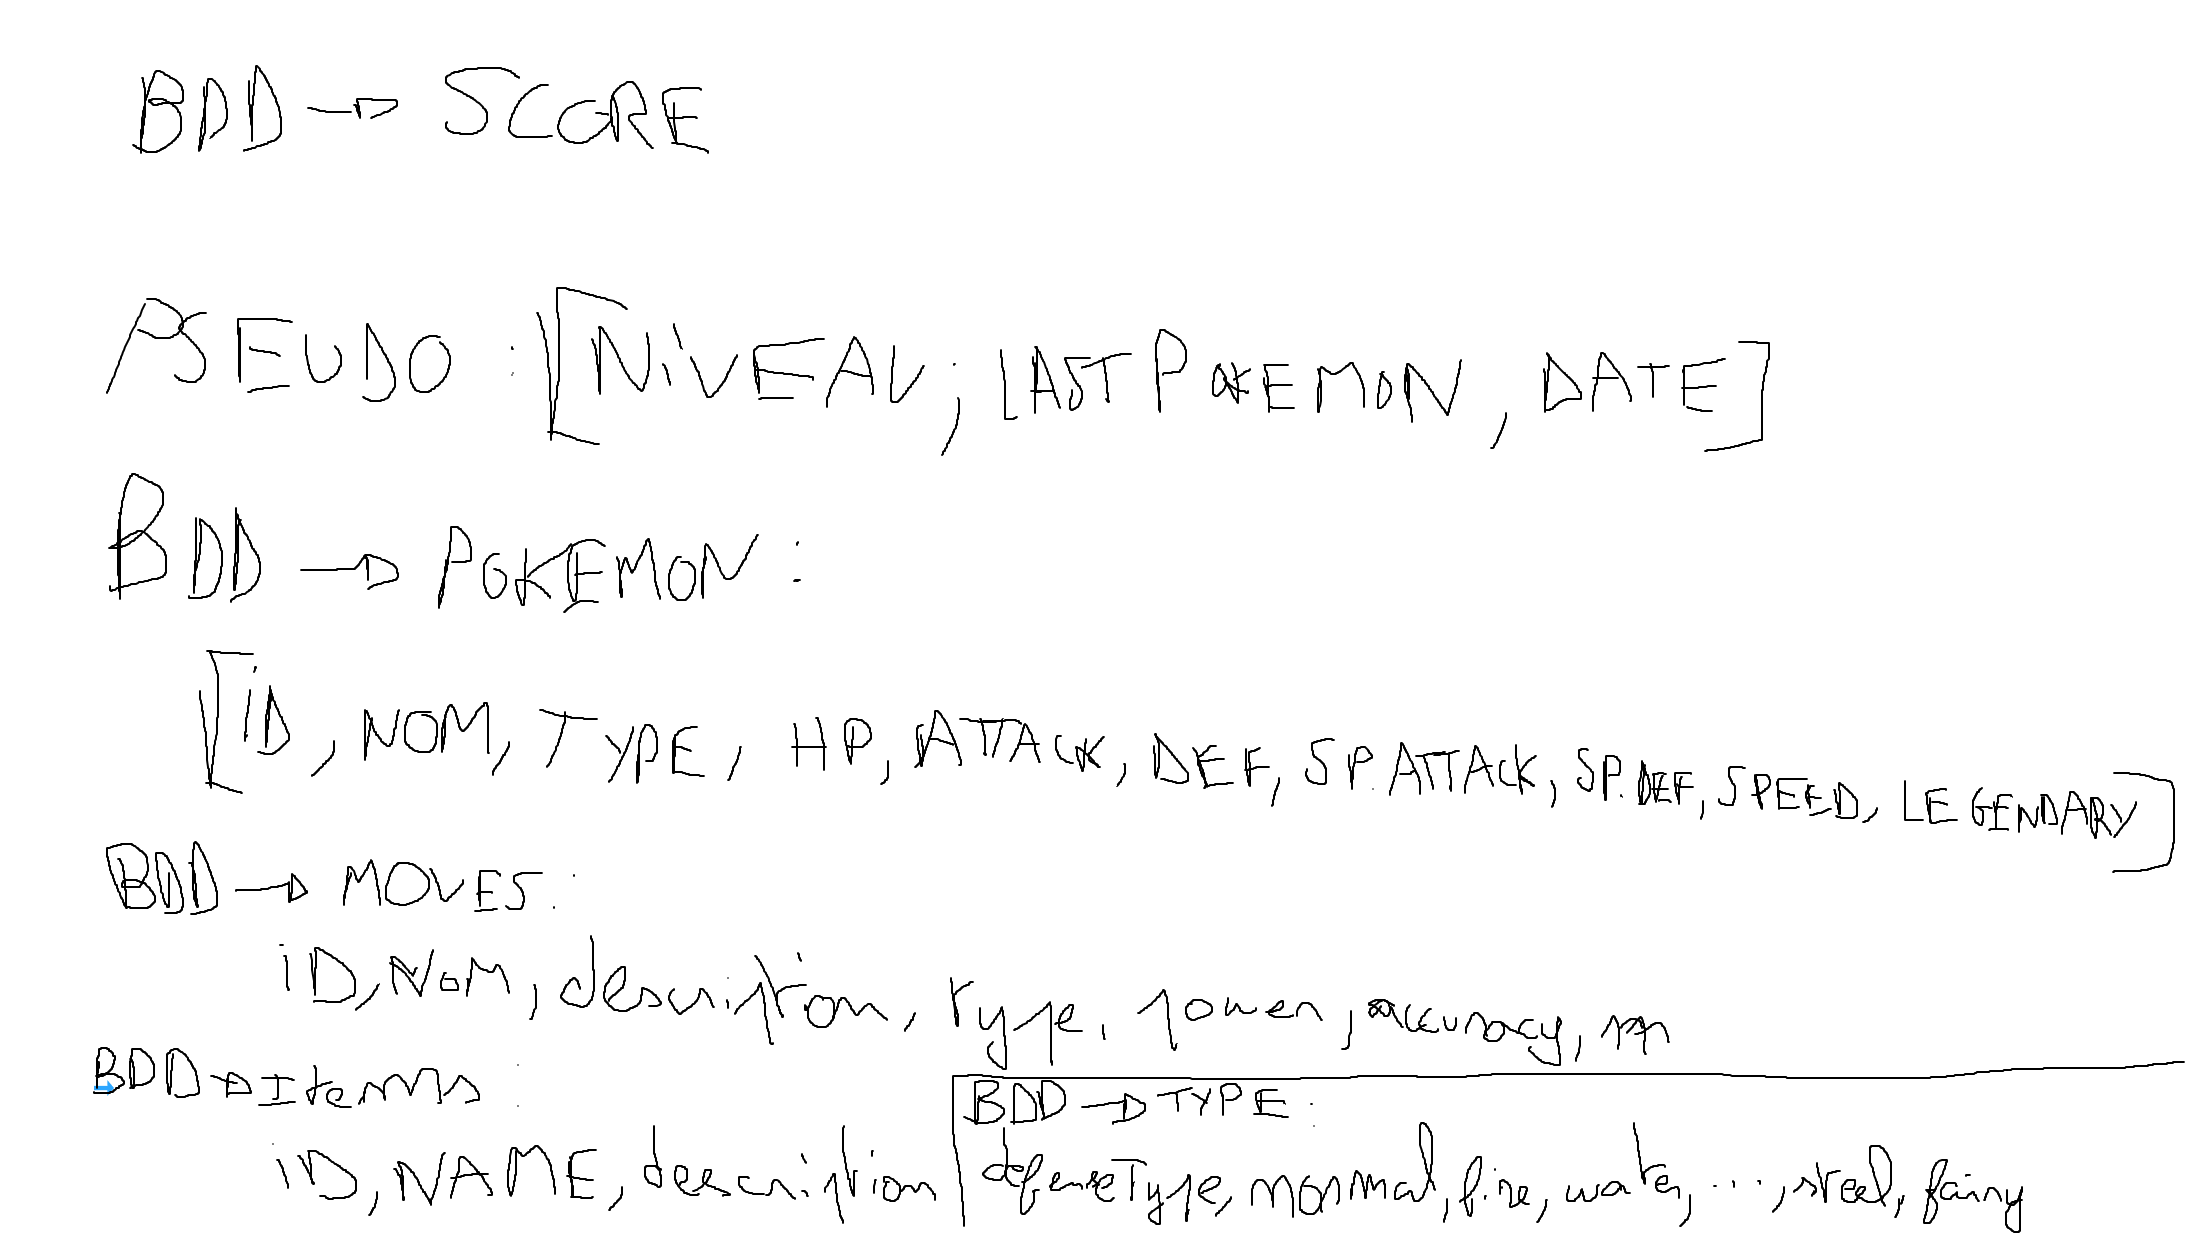 BDD → SCORE
PSEUDO : [NiVEAU; LAST POKEMON, DATE]
BDD → POKEMON :
[iD, NOM, TYPE, HP, ATTACK, DEF, SP. ATTACK, SP. DEF, SPEED, LEGENDARY]
BDD → MOVES :
iD, NOM, description, type, power, accuracy, pp
BDD → Items :
iD, NAME, description
BDD → TYPE :
defenseType, normal, fire, water, ..., steel, fairy